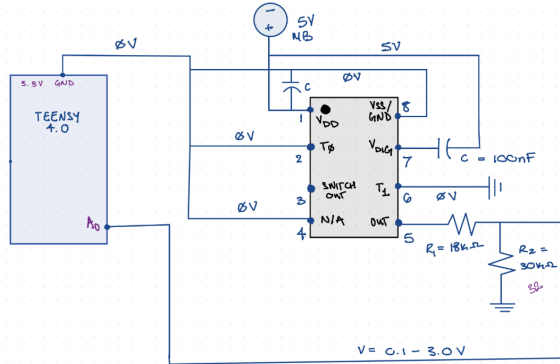 5V
MB
- 
+
ØV
5V
3.3V GND
TEENSY
4.0
A0
C
ØV
1
VDD
VSS/
GND
8
ØV
2
TØ
VDIG
7
C = 100nF
3
SWITCH
OUT
T1
6
ØV
ØV
4
N/A
OUT
5
R1 = 18kΩ
R2 =
30kΩ
V = 0.1 - 3.0V